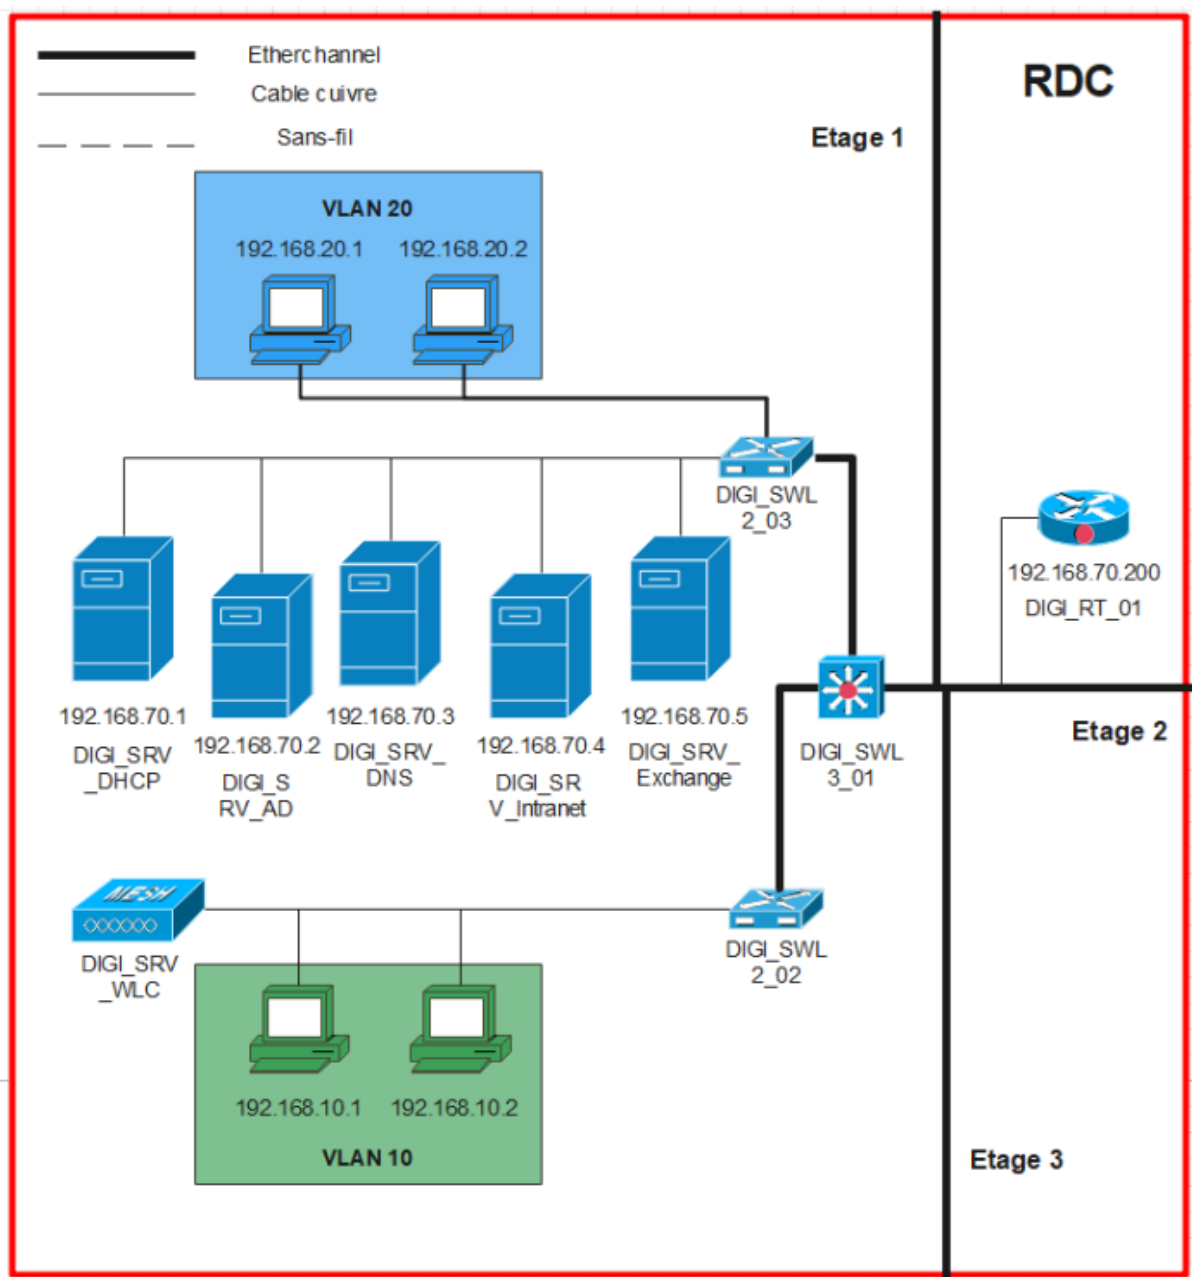 Etherchannel
Cable cuivre
Sans-fil
RDC
Etage 1
VLAN 20
192.168.20.1
192.168.20.2
DIGI_SWL
2_03
192.168.70.200
DIGI_RT_01
192.168.70.1
DIGI_SRV
_DHCP
192.168.70.2
DIGI_S
RV_AD
192.168.70.3
DIGI_SRV_
DNS
192.168.70.4
DIGI_SR
V_Intranet
192.168.70.5
DIGI_SRV_
Exchange
DIGI_SWL
3_01
Etage 2
MESH
DIGI_SRV
_WLC
DIGI_SWL
2_02
192.168.10.1
192.168.10.2
VLAN 10
Etage 3